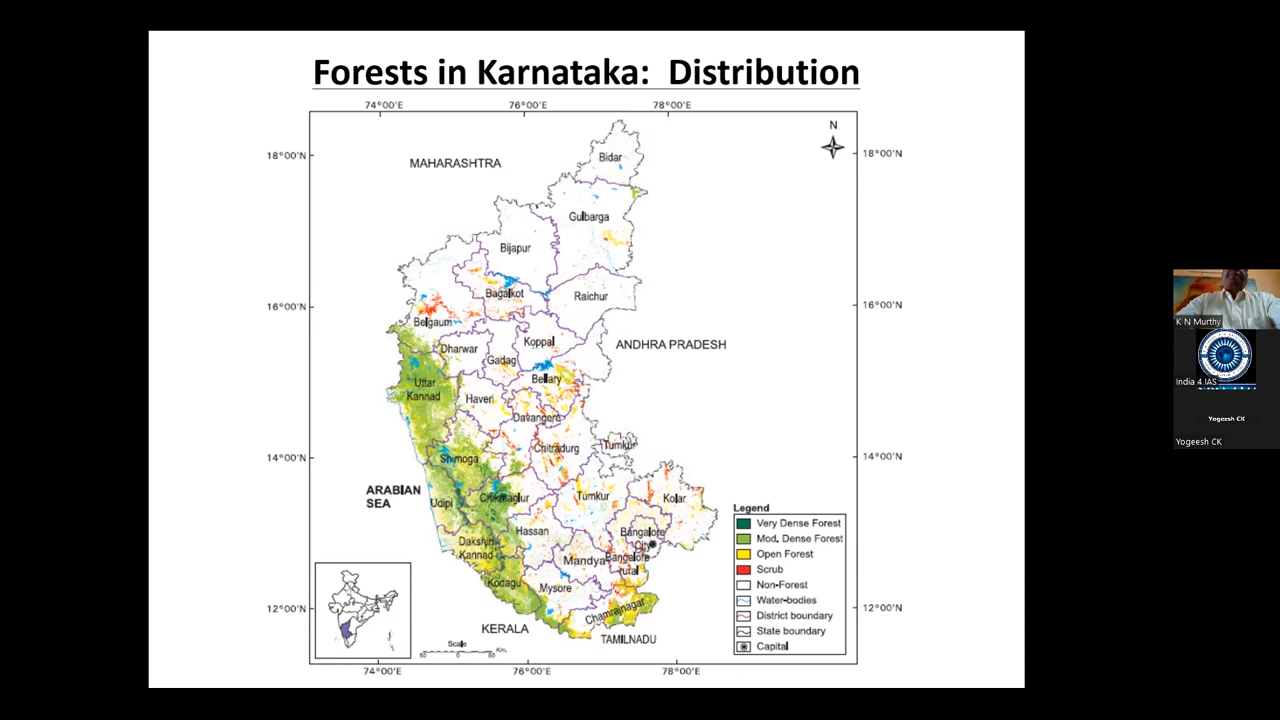 Forests in Karnataka: Distribution
74°00'E 76°00'E 78°00'E
N
18°00'N 18°00'N
MAHARASHTRA
Bidar
Gulbarga
Bijapur
Bagalkot
Raichur
16°00'N 16°00'N
Belgaum
Koppal
ANDHRA PRADESH
Dharwar
Gadag
Bellary
Uttar
Kannad
Haveri
Davangere
Chitradurg
Tumkur
14°00'N 14°00'N
Shimoga
ARABIAN
SEA
Udipi
Chikmaglur
Tumkur
Kolar
Hassan
Bangalore
City
Dakshin
Kannad
Mandya
Bangalore
rural
Kodagu
Mysore
Chamrajnagar
12°00'N 12°00'N
KERALA
TAMILNADU
Scale
50 0 50 Km.
74°00'E 76°00'E 78°00'E
Legend
Very Dense Forest
Mod. Dense Forest
Open Forest
Scrub
Non-Forest
Water-bodies
District boundary
State boundary
Capital
K N Murthy
India 4 IAS
Yogeesh CK
Yogeesh CK